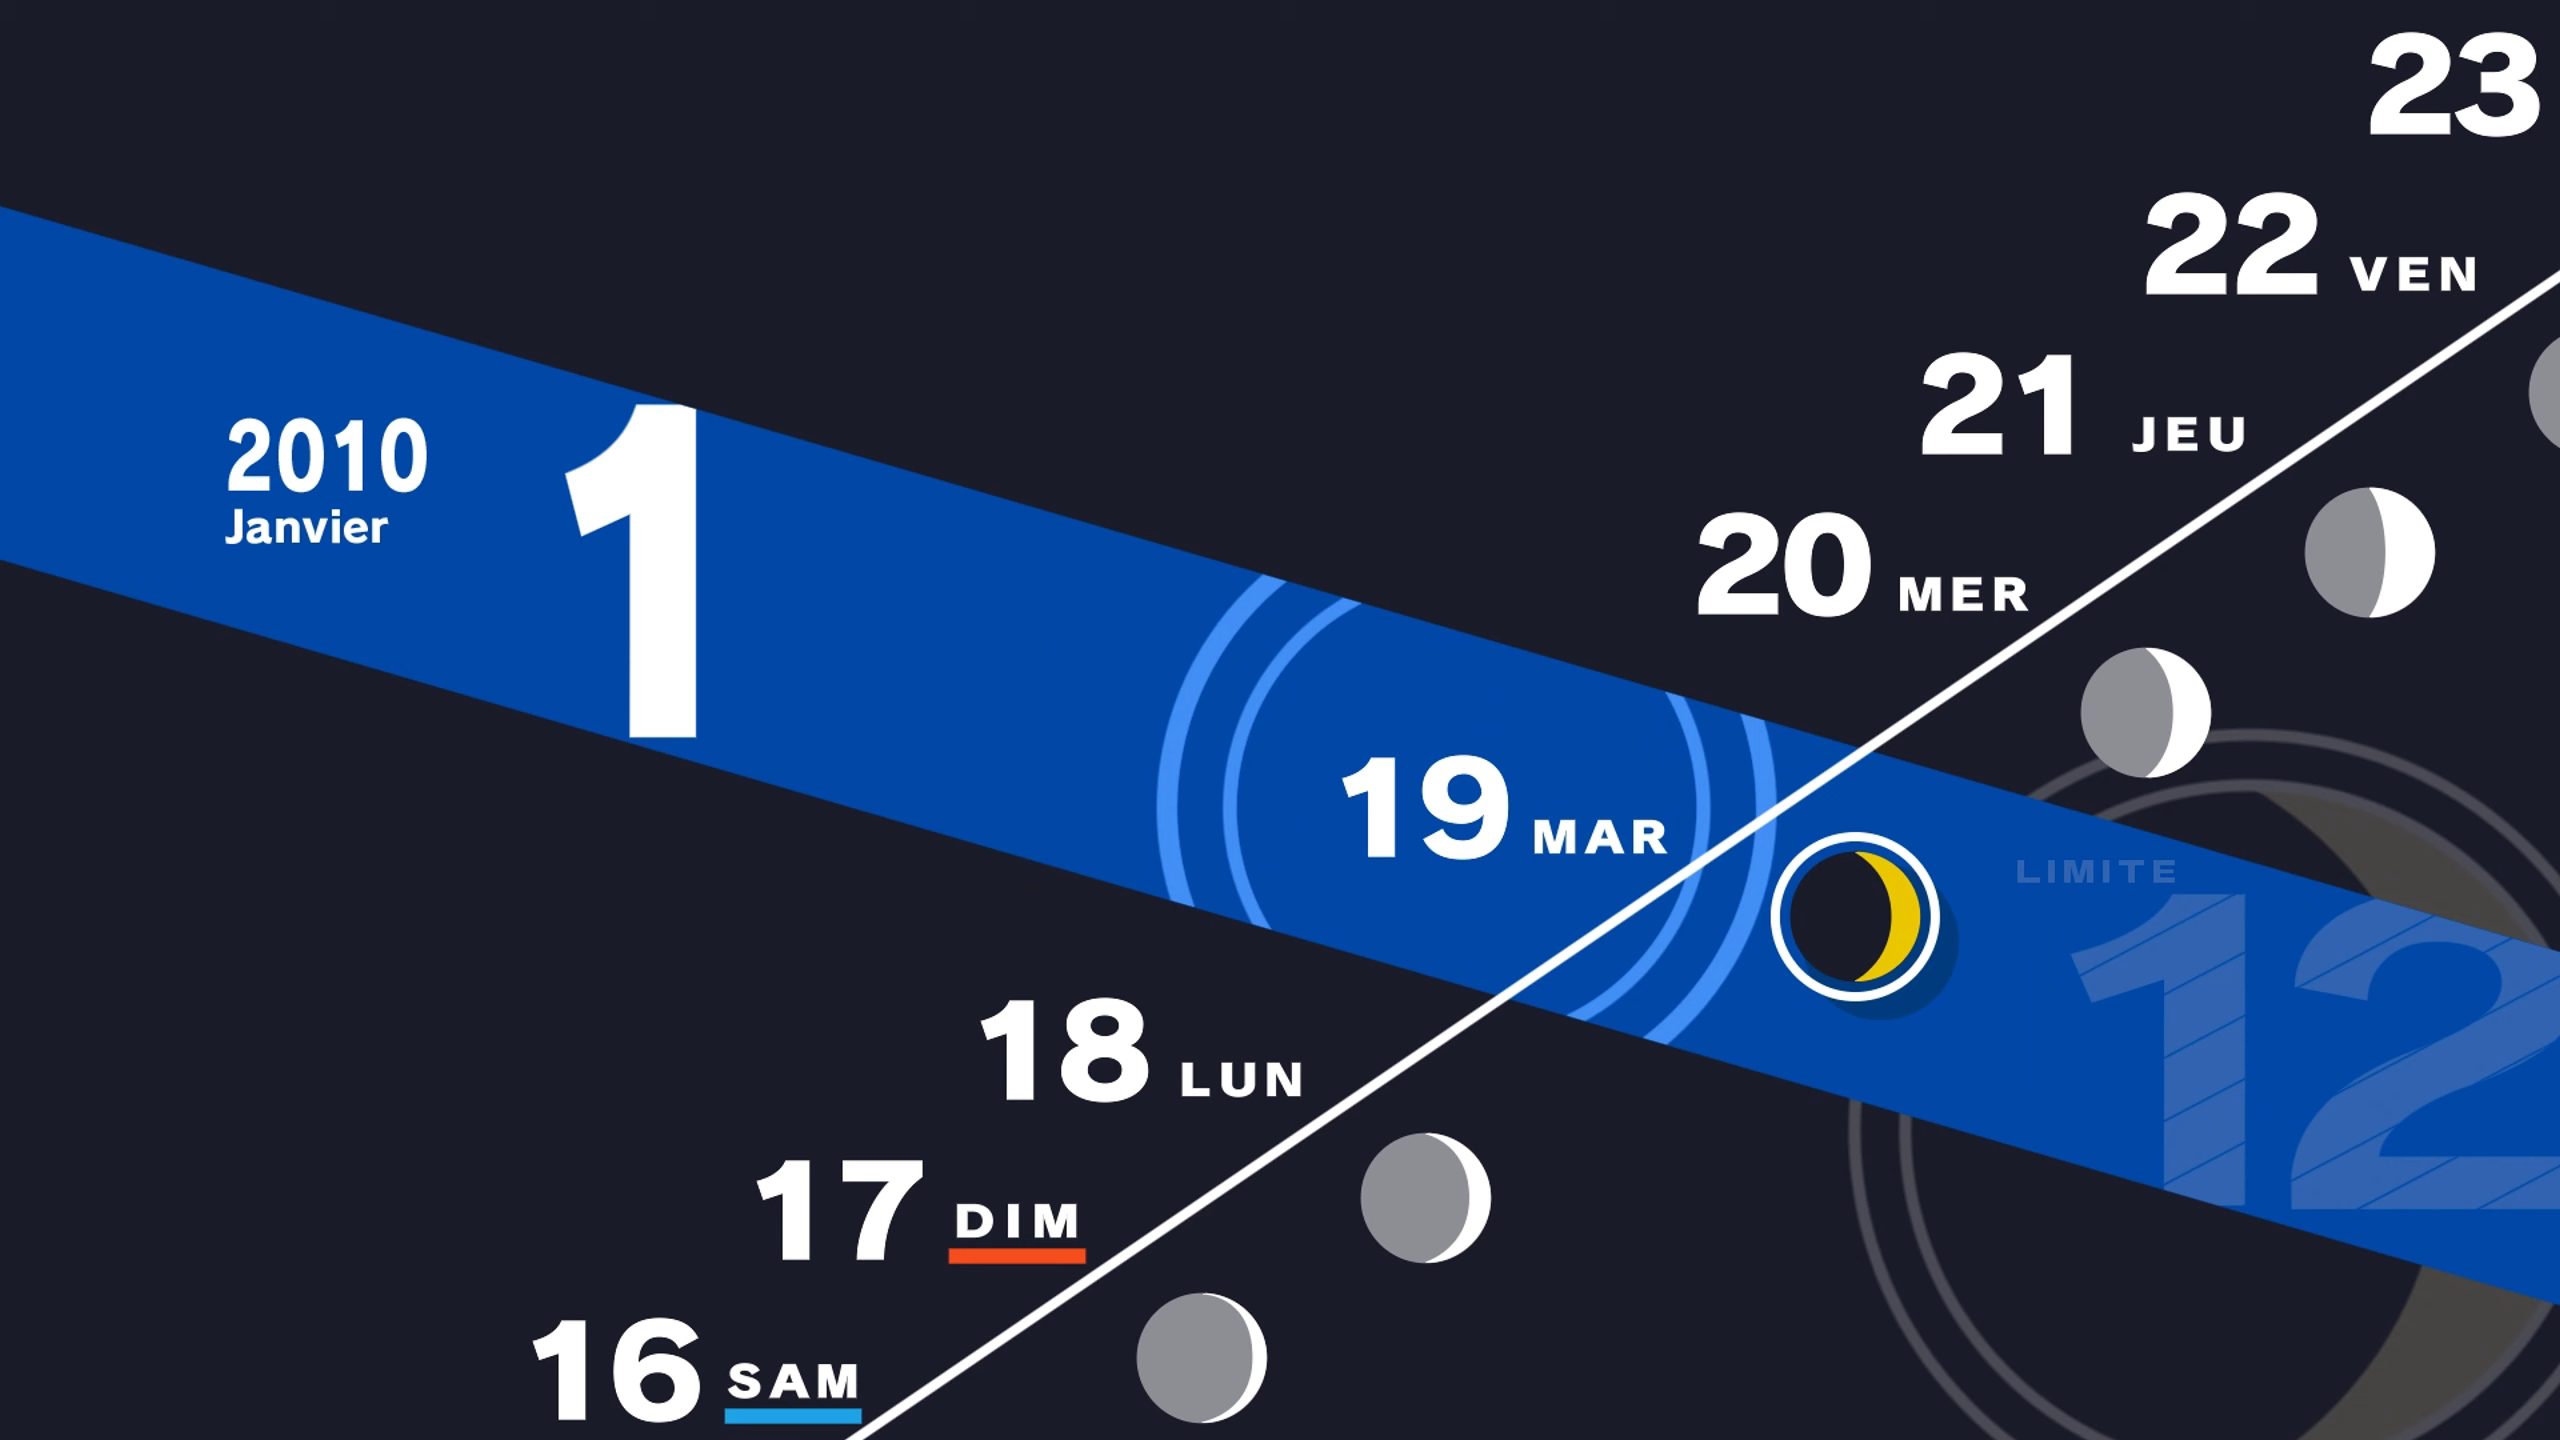 23
22 VEN
21 JEU
20 MER
2010
Janvier
1
19 MAR
LIMITE
12
18 LUN
17 DIM
16 SAM